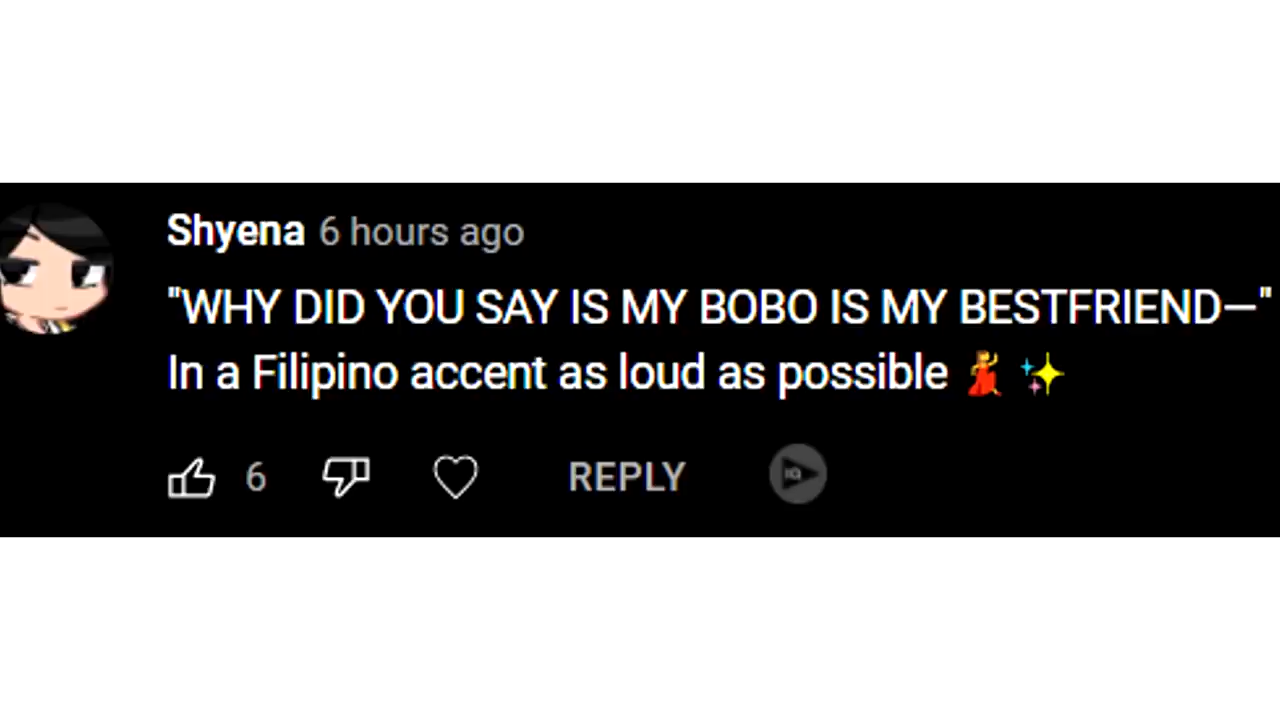 Shyena 6 hours ago
"WHY DID YOU SAY IS MY BOBO IS MY BESTFRIEND—"
In a Filipino accent as loud as possible 💃 ✨
6 REPLY IQ